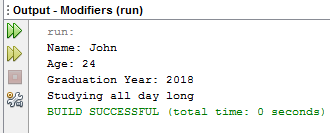 Output - Modifiers (run)
run:
Name: John
Age: 24
Graduation Year: 2018
Studying all day long
BUILD SUCCESSFUL (total time: 0 seconds)